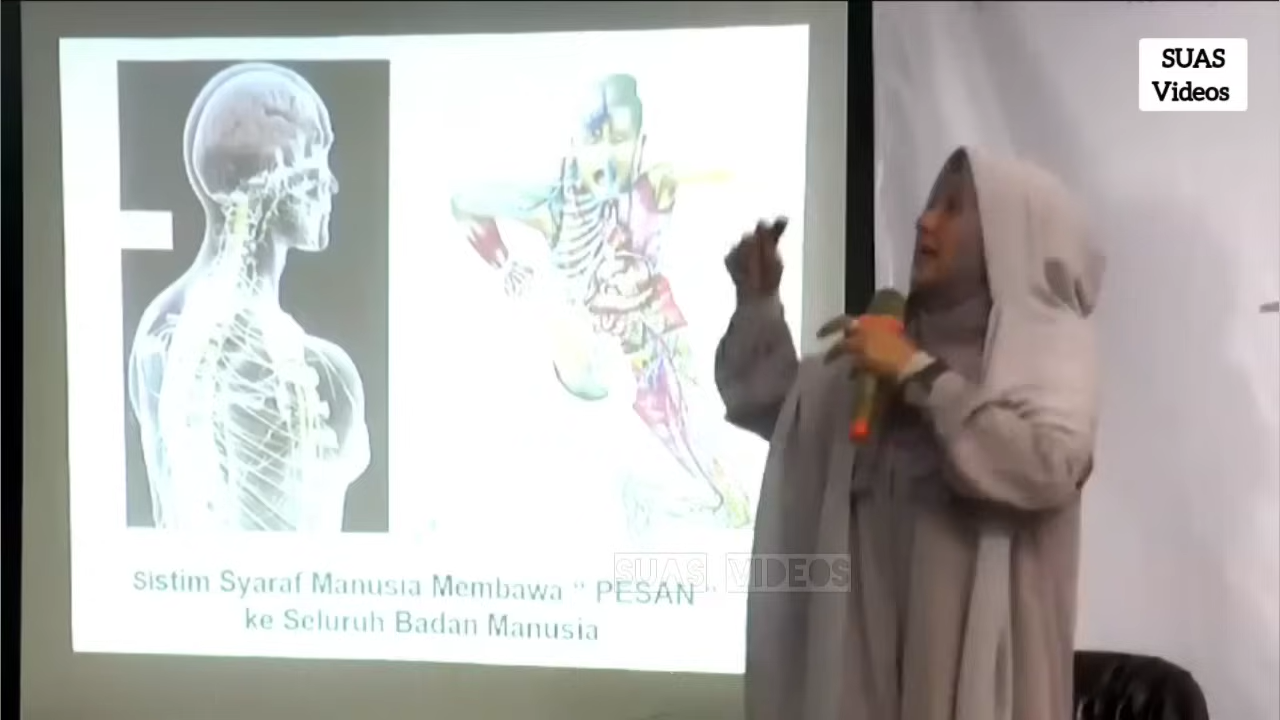 SUAS
Videos
Sistim Syaraf Manusia Membawa " PESAN "
ke Seluruh Badan Manusia
SUAS VIDEOS